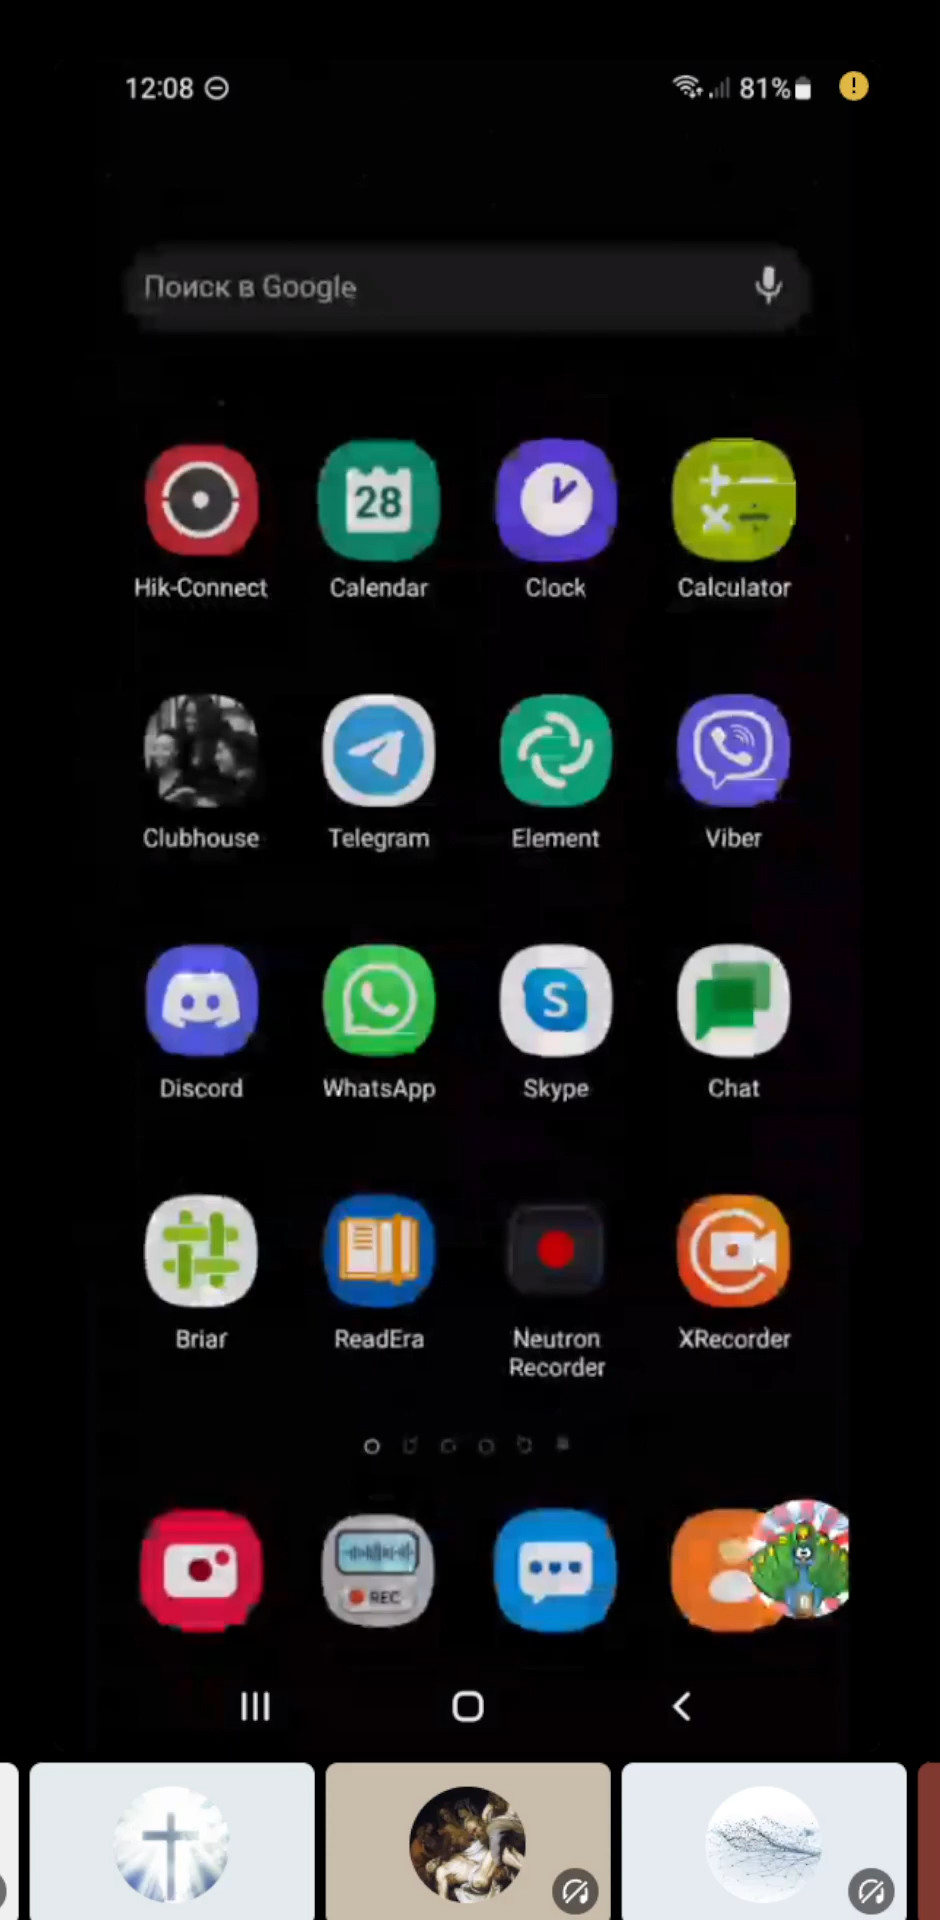 12:08
81%
!
Поиск в Google
28
Hik-Connect
Calendar
Clock
Calculator
Clubhouse
Telegram
Element
Viber
S
Discord
WhatsApp
Skype
Chat
Briar
ReadEra
Neutron
Recorder
XRecorder
REC